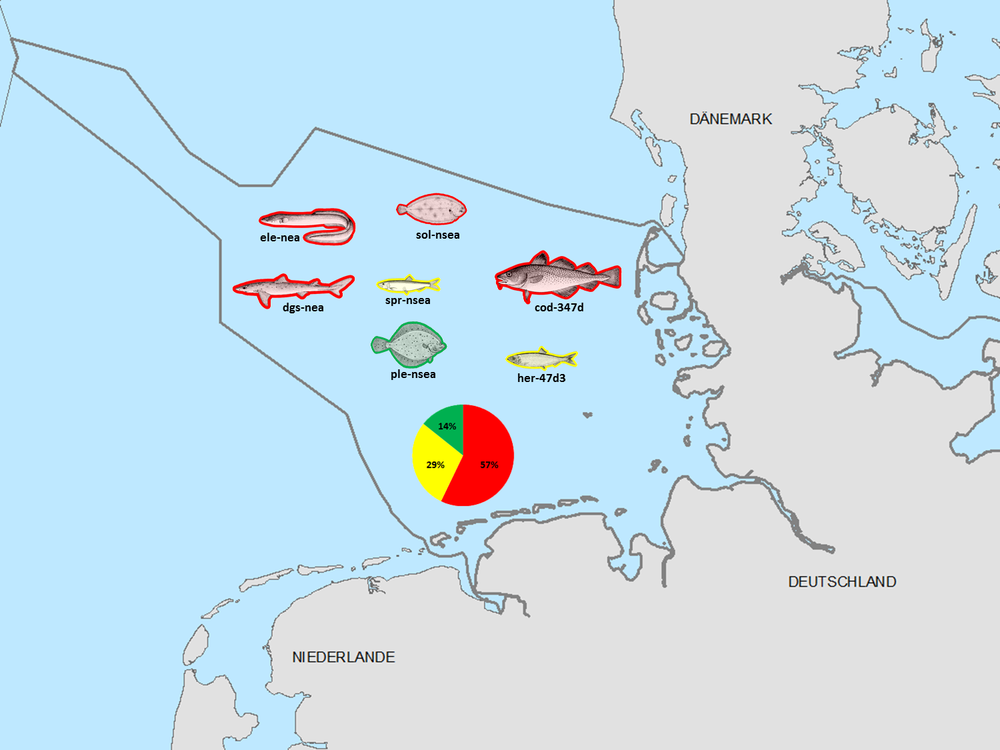 DÄNEMARK
ele-nea
sol-nsea
dgs-nea
spr-nsea
cod-347d
ple-nsea
her-47d3
14%
29%
57%
DEUTSCHLAND
NIEDERLANDE